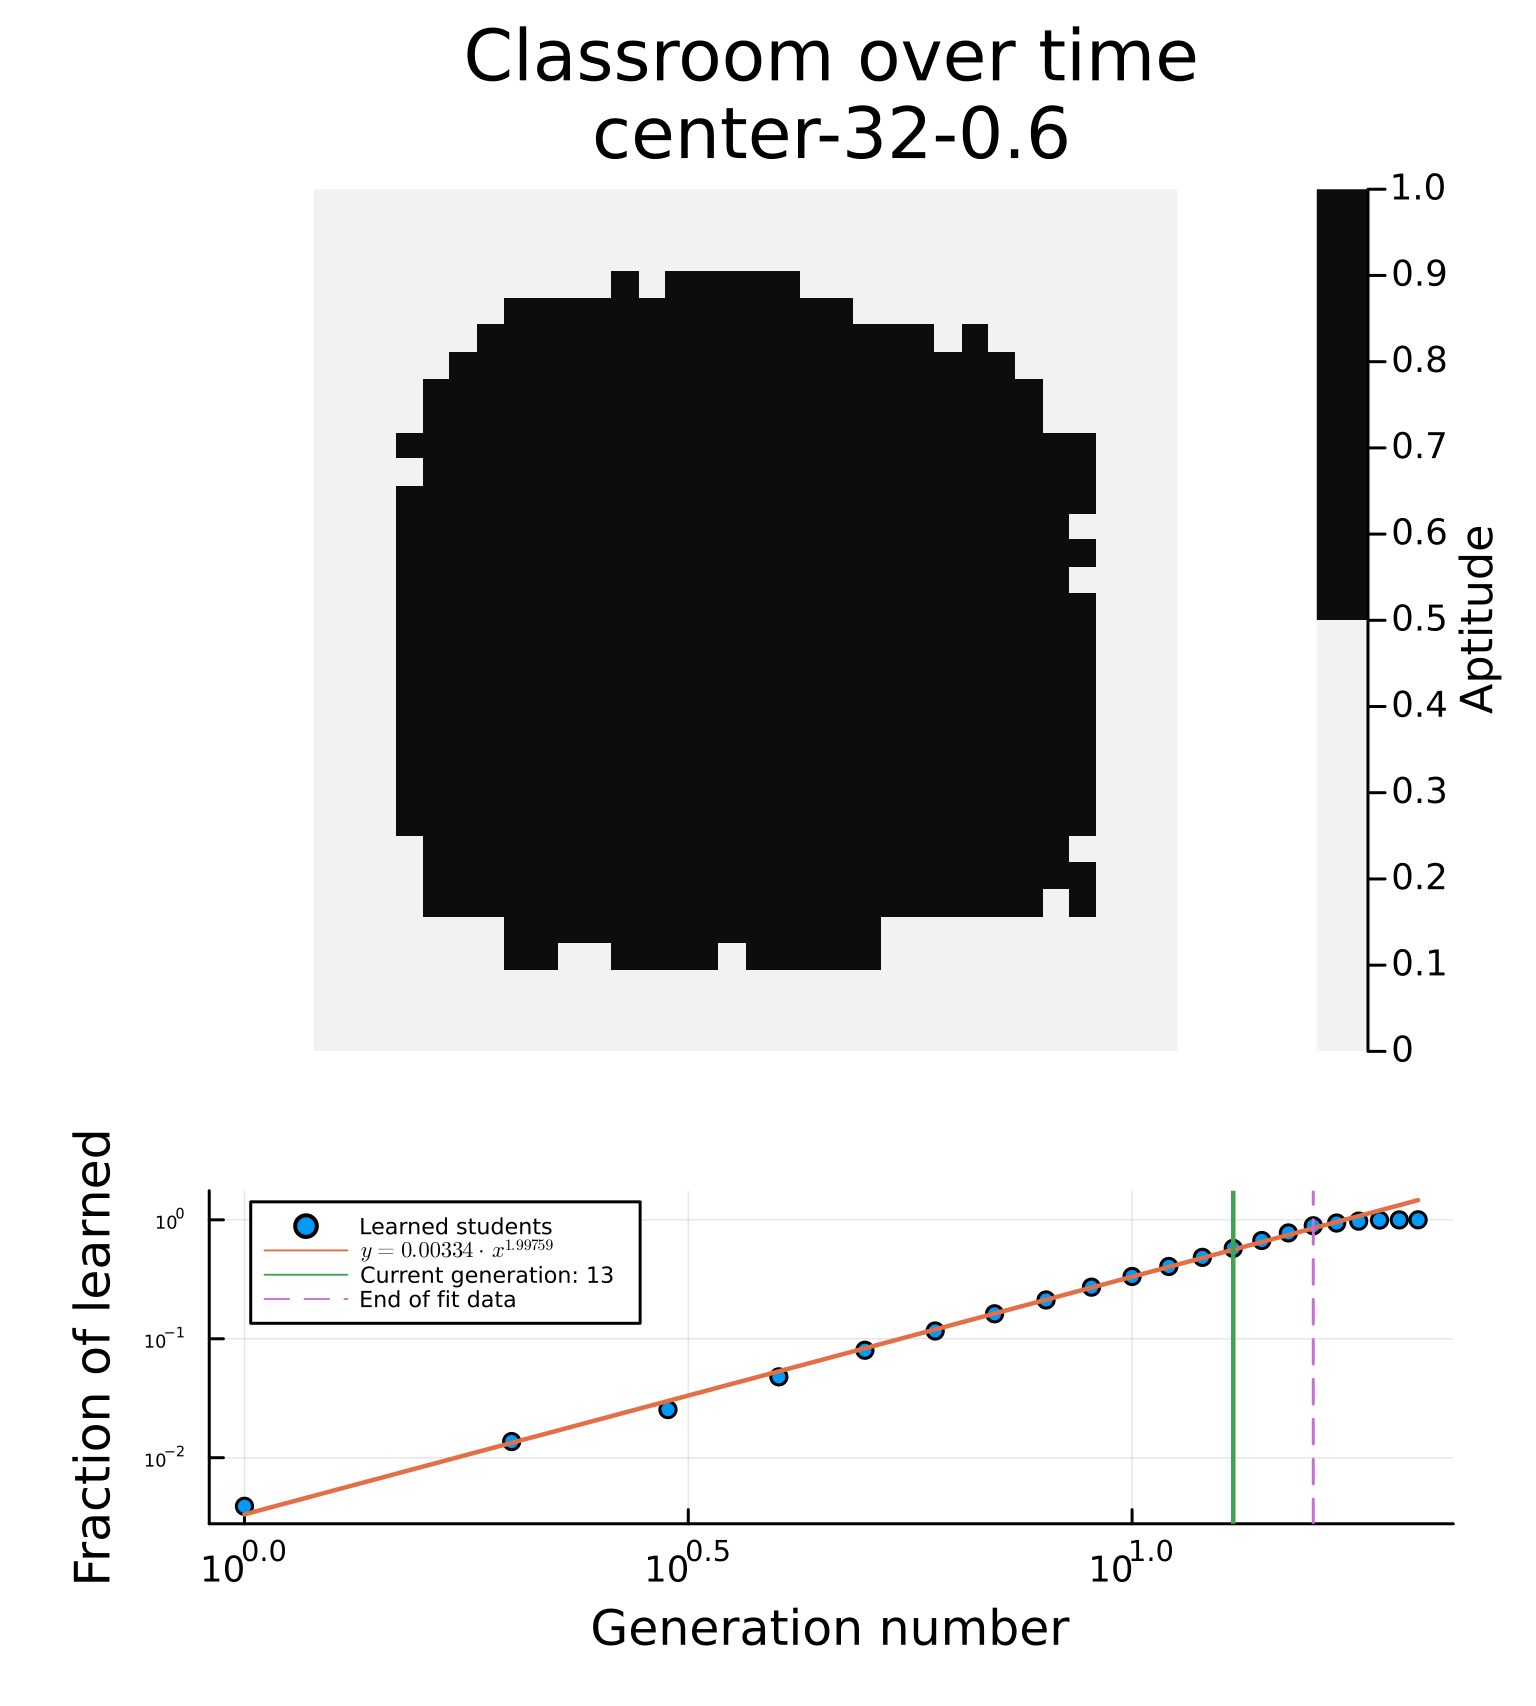 Classroom over time
center-32-0.6
1.0
0.9
0.8
0.7
0.6
0.5
0.4
0.3
0.2
0.1
0
Aptitude
Fraction of learned
10⁰
10⁻¹
10⁻²
Learned students
y = 0.00334 · x^1.99759
Current generation: 13
End of fit data
10^0.0
10^0.5
10^1.0
Generation number